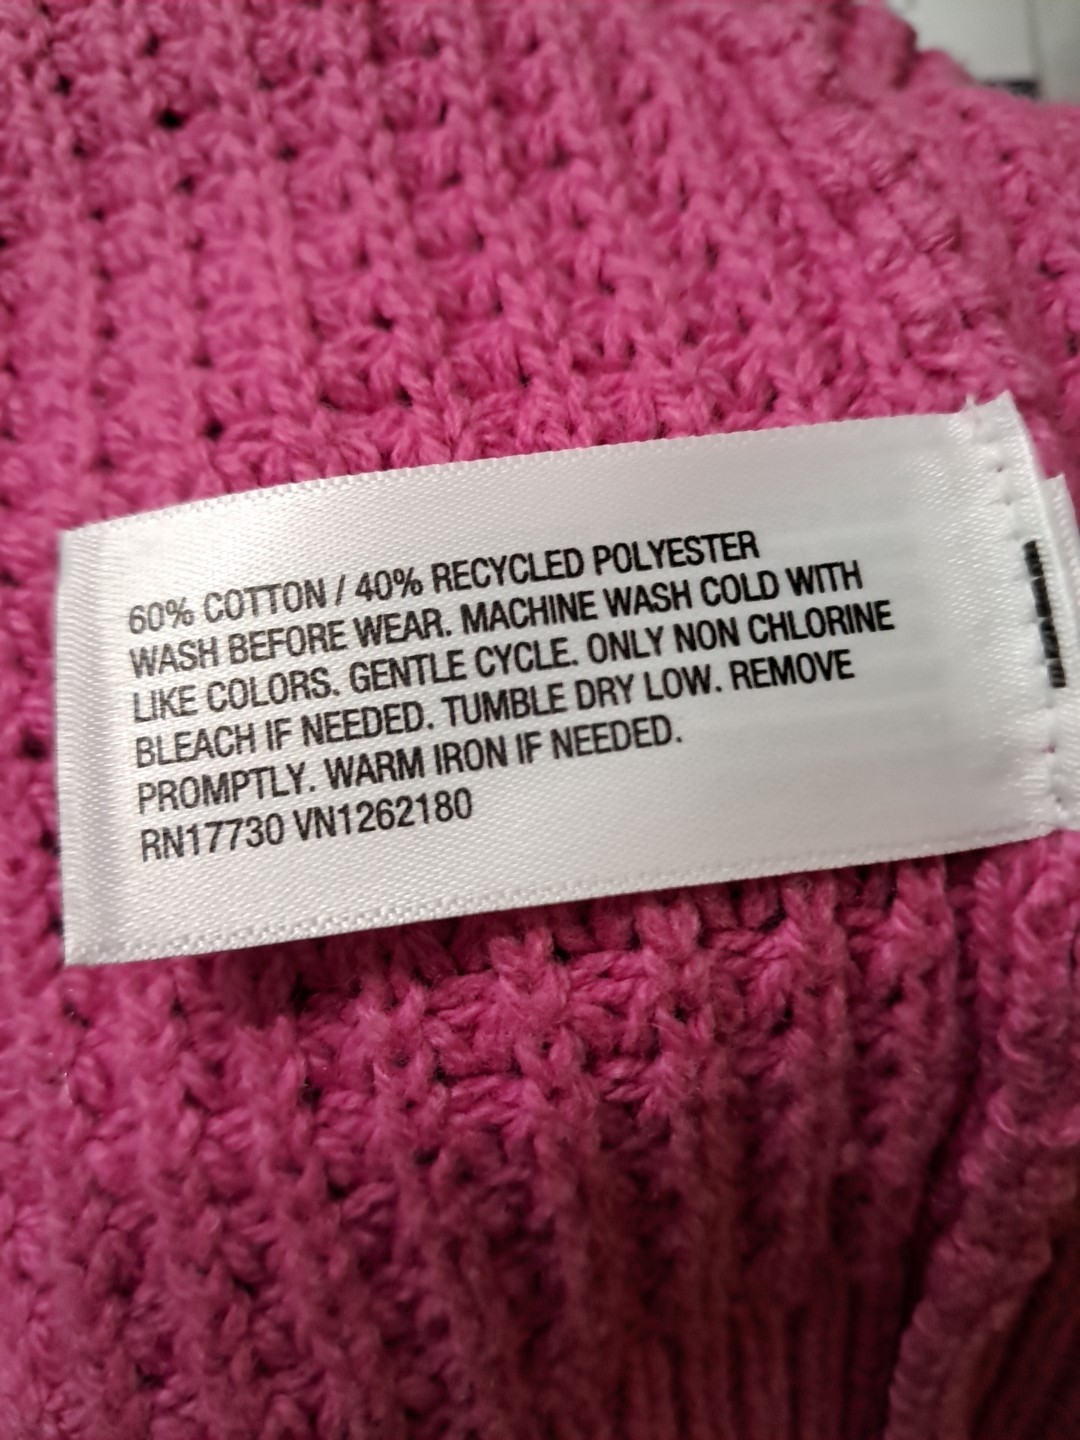 60% COTTON / 40% RECYCLED POLYESTER
WASH BEFORE WEAR. MACHINE WASH COLD WITH
LIKE COLORS. GENTLE CYCLE. ONLY NON CHLORINE
BLEACH IF NEEDED. TUMBLE DRY LOW. REMOVE
PROMPTLY. WARM IRON IF NEEDED.
RN17730 VN1262180